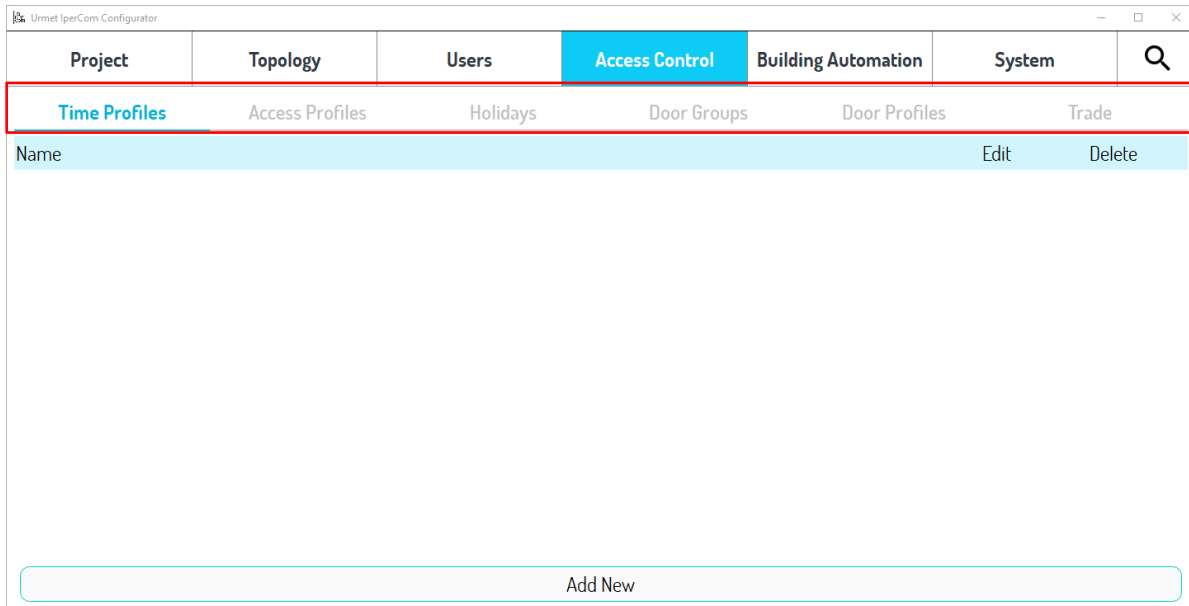 Urmet IperCom Configurator
Project Topology Users Access Control Building Automation System
Time Profiles Access Profiles Holidays Door Groups Door Profiles Trade
Name Edit Delete
Add New